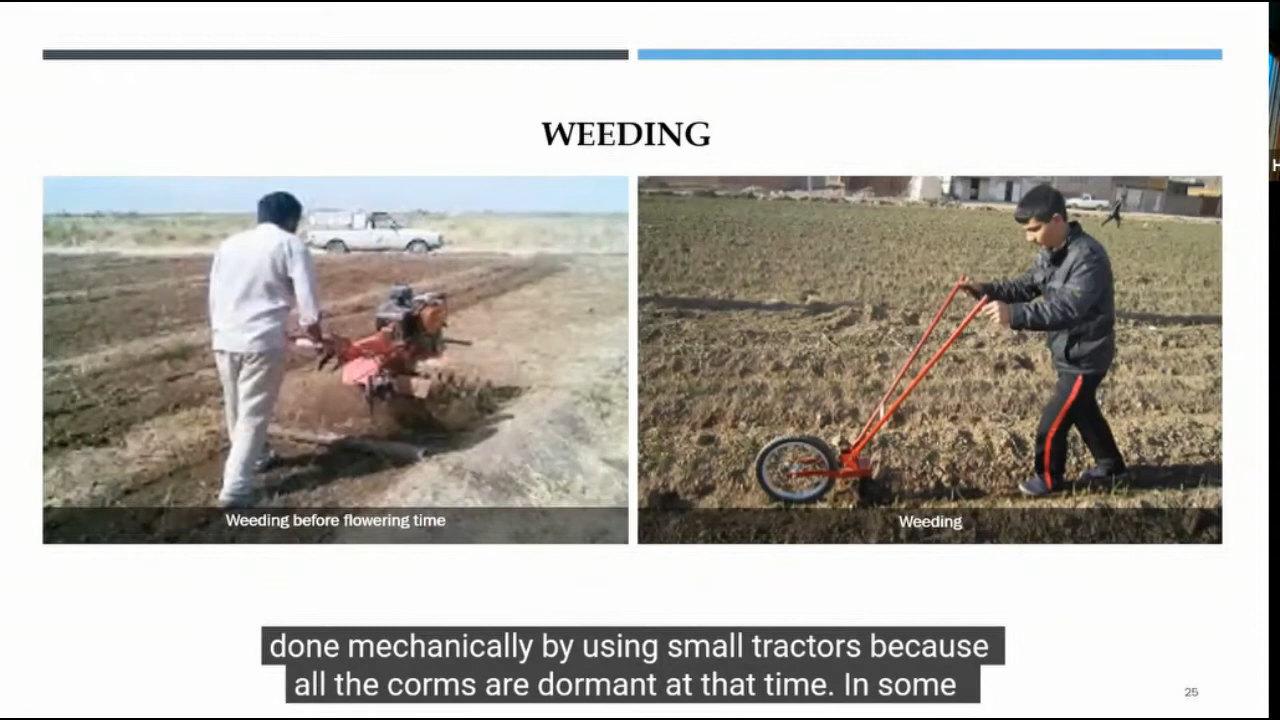 WEEDING
Weeding before flowering time
Weeding
done mechanically by using small tractors because
all the corms are dormant at that time. In some
25
H